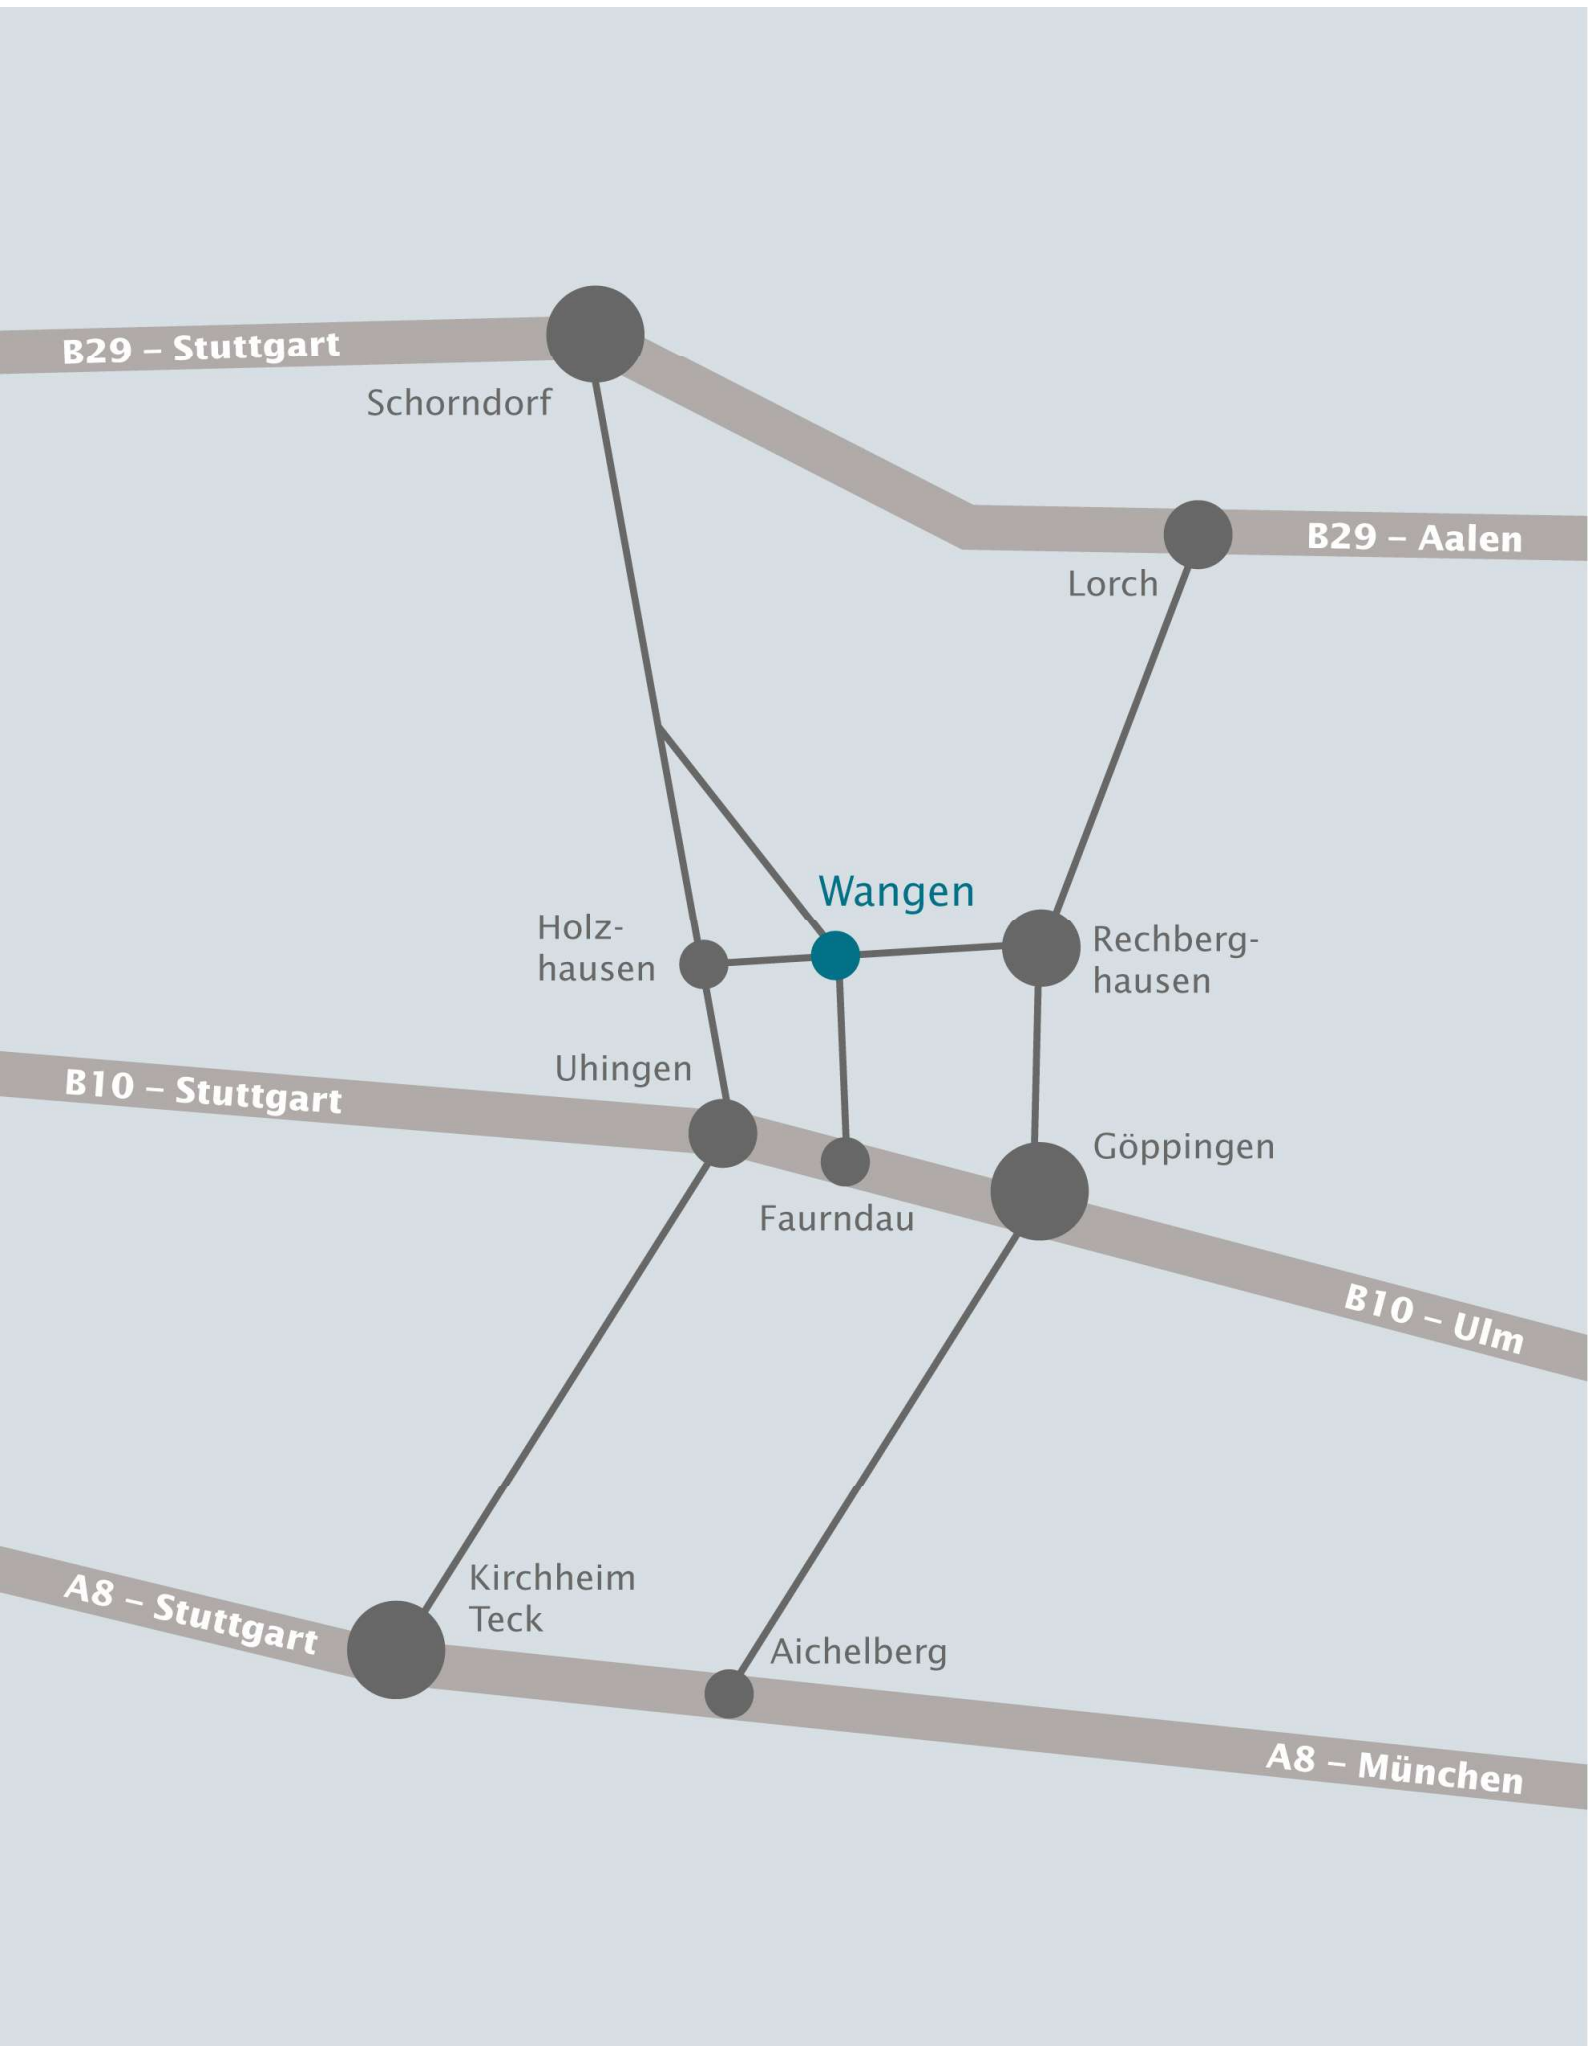 B29 – Stuttgart
Schorndorf
B29 – Aalen
Lorch
Wangen
Holz-
hausen
Rechberg-
hausen
Uhingen
B10 – Stuttgart
Göppingen
Faurndau
B10 – Ulm
Kirchheim
Teck
A8 – Stuttgart
Aichelberg
A8 – München